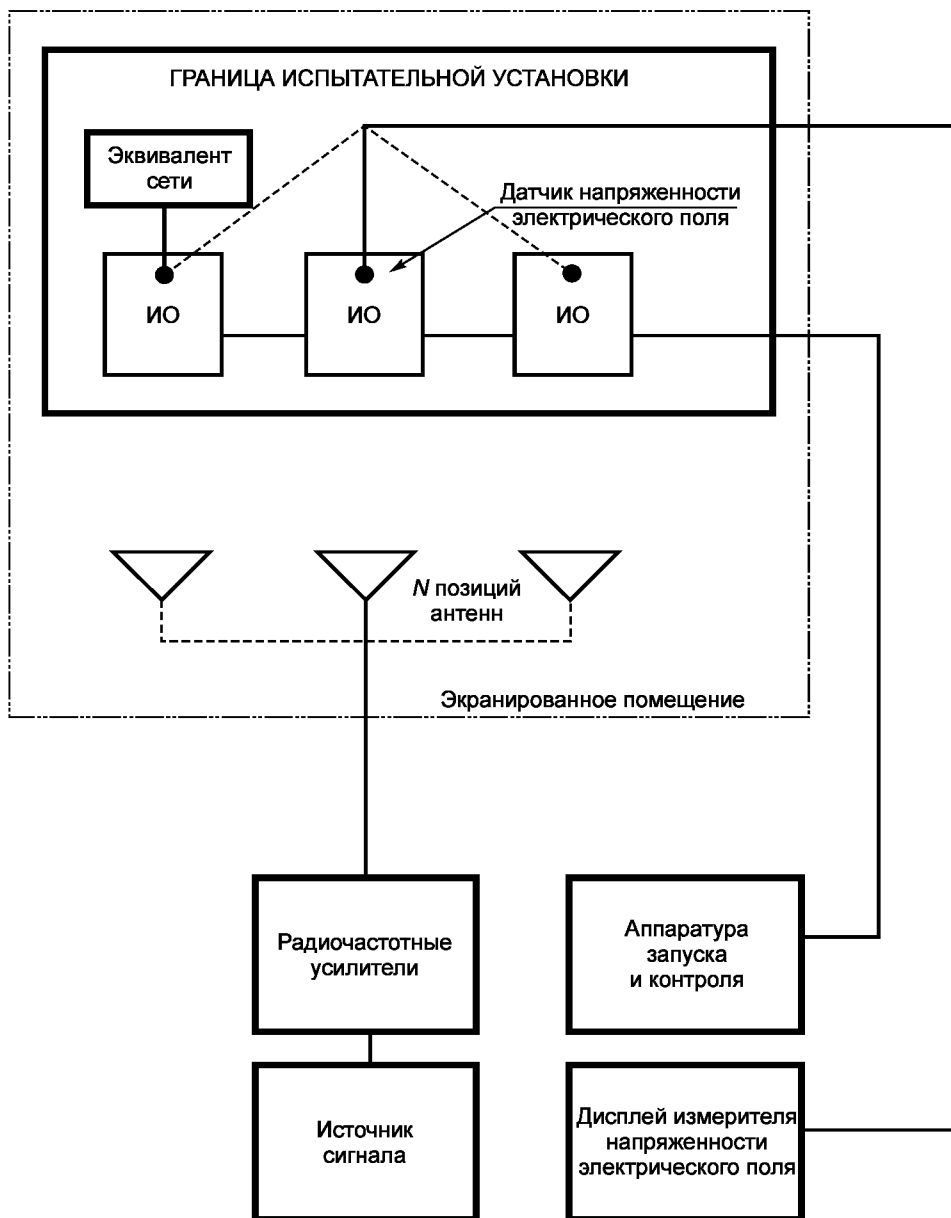 ГРАНИЦА ИСПЫТАТЕЛЬНОЙ УСТАНОВКИ
Эквивалент
сети
Датчик напряженности
электрического поля
ИО
ИО
ИО
N позиций
антенн
Экранированное помещение
Радиочастотные
усилители
Аппаратура
запуска
и контроля
Источник
сигнала
Дисплей измерителя
напряженности
электрического поля